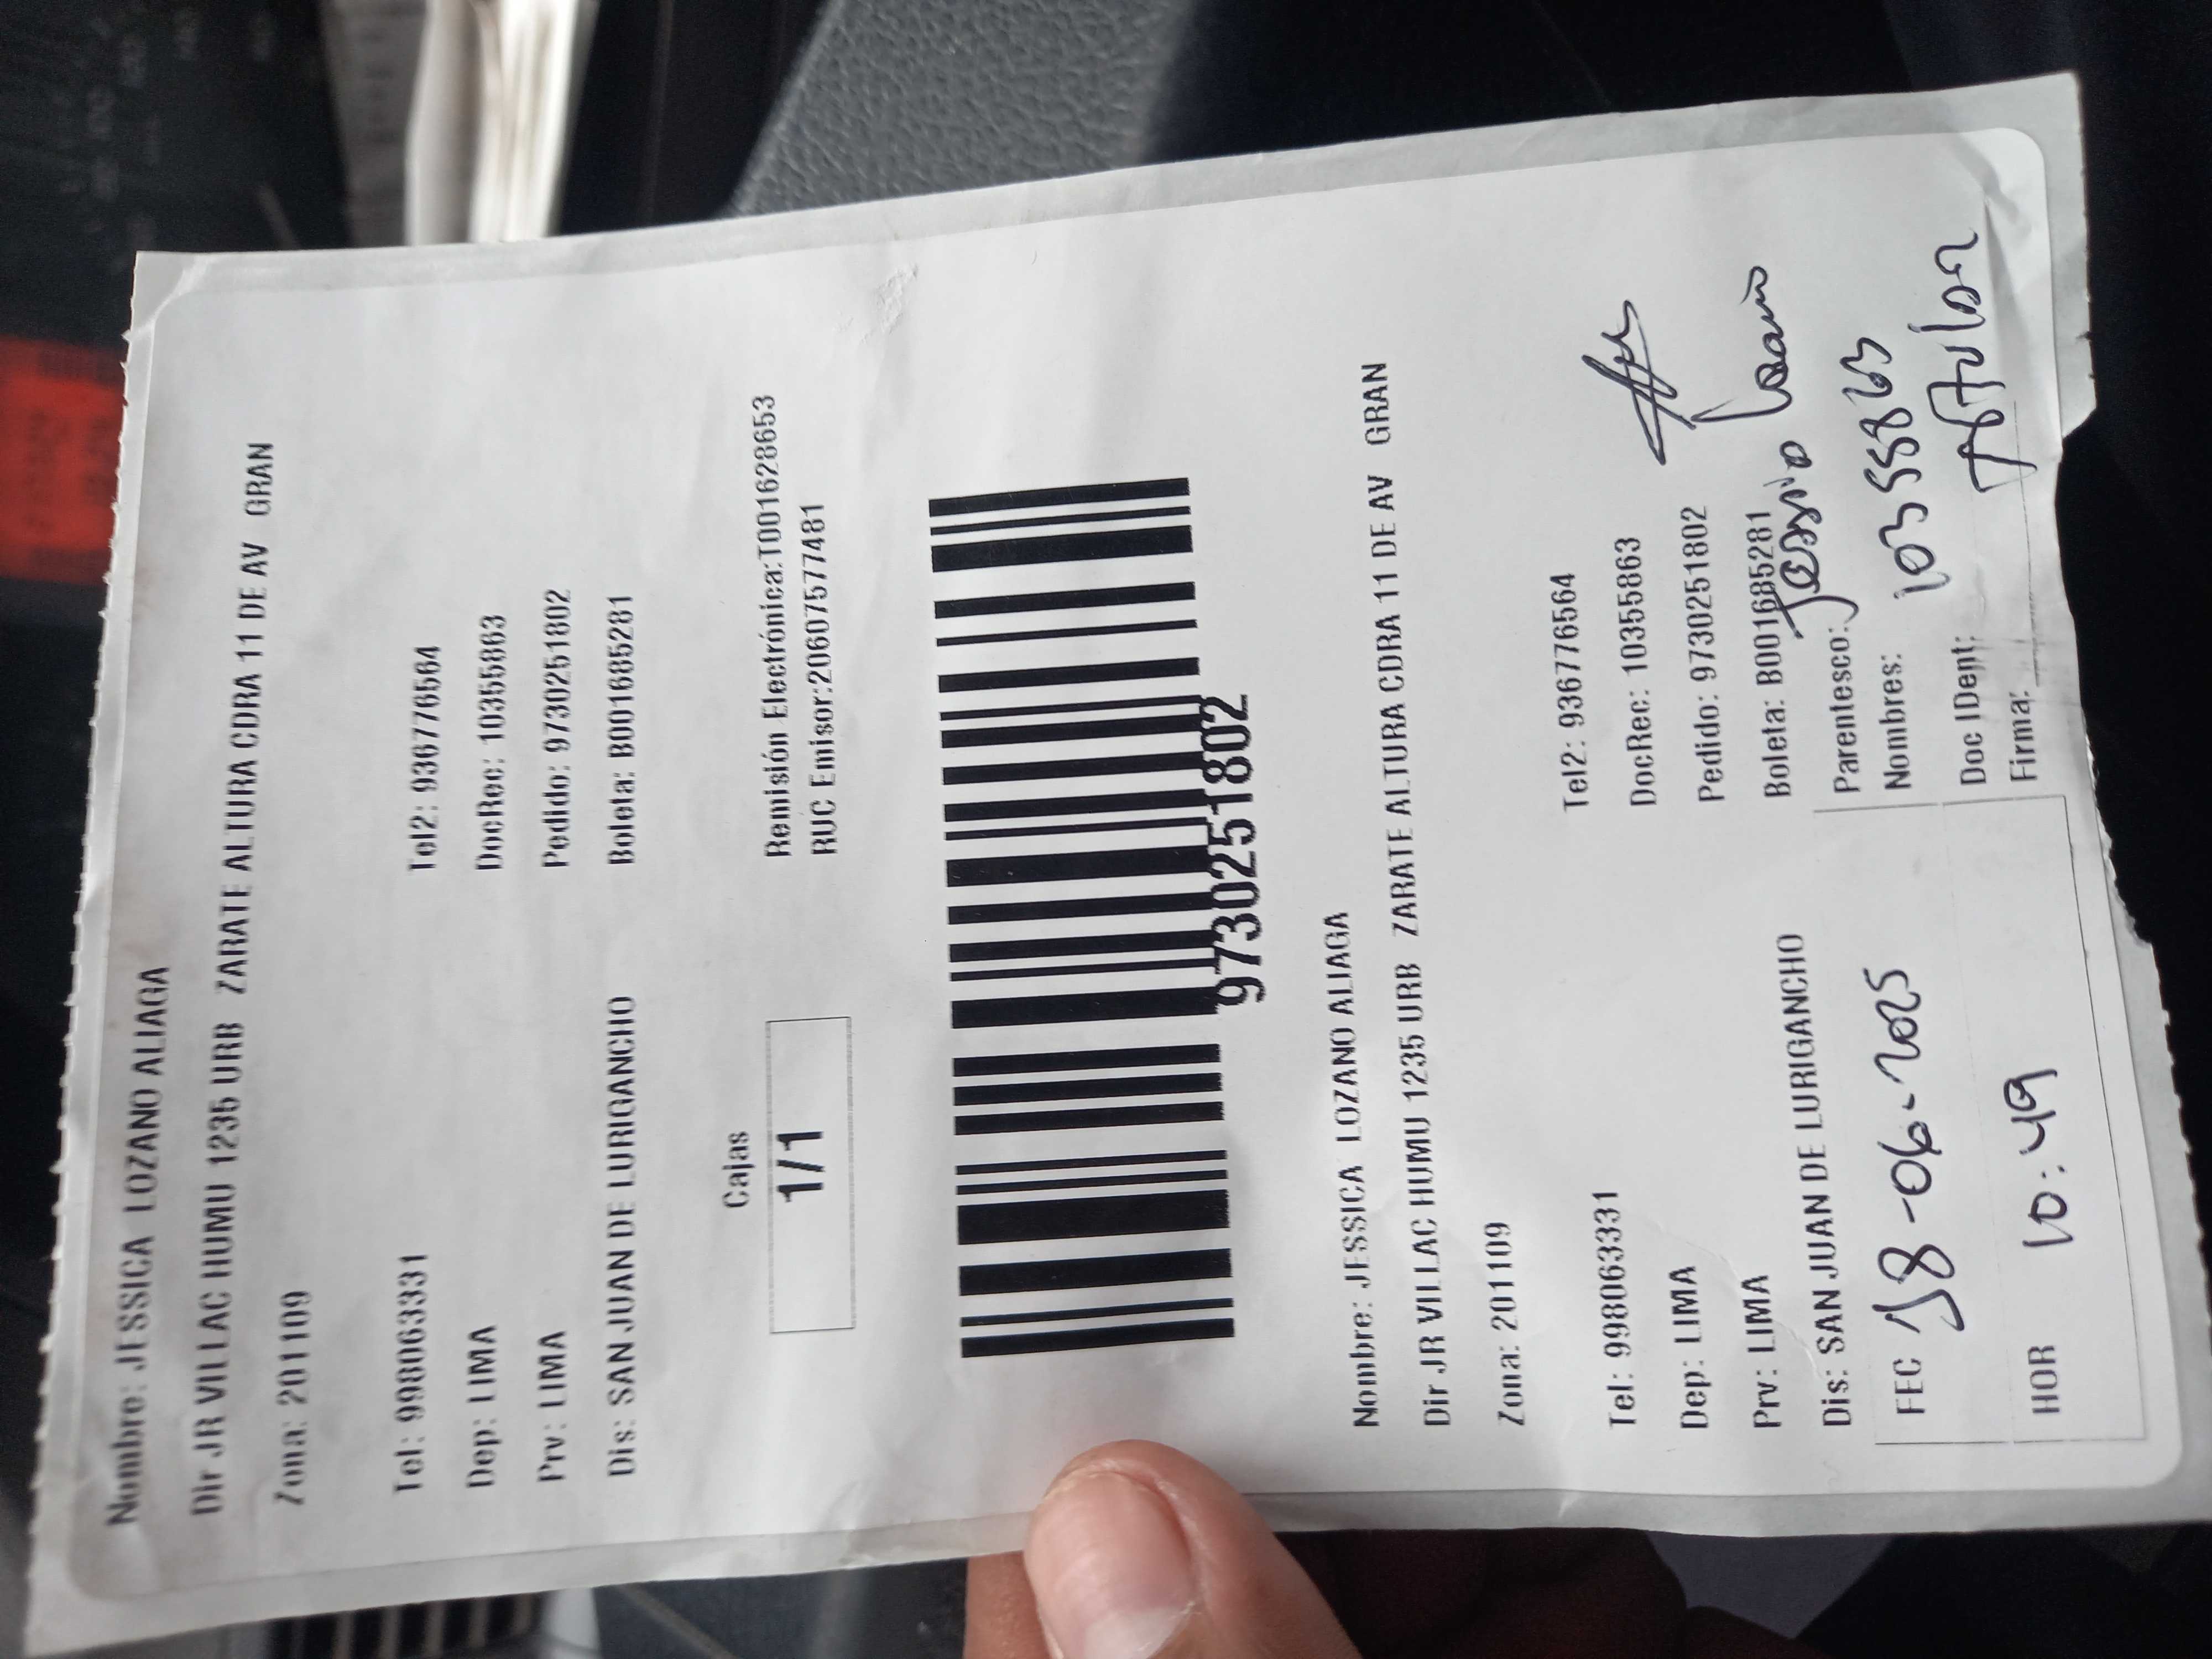 Nombre: JESSICA LOZANO ALIAGA
Dir JR VILLAC HUMU 1235 URB ZARATE ALTURA CDRA 11 DE AV GRAN
Zona: 201109
Tel: 998063331 Tel2: 936776564
Dep: LIMA DocRec: 10355863
Prv: LIMA Pedido: 9730251802
Dis: SAN JUAN DE LURIGANCHO Boleta: B001685281
Cajas
1/1
Remisión Electrónica:T001628653
RUC Emisor:20607577481
9730251802
Nombre: JESSICA LOZANO ALIAGA
Dir JR VILLAC HUMU 1235 URB ZARATE ALTURA CDRA 11 DE AV GRAN
Zona: 201109
Tel: 998063331 Tel2: 936776564
Dep: LIMA DocRec: 10355863
Prv: LIMA Pedido: 9730251802
Dis: SAN JUAN DE LURIGANCHO Boleta: B001685281
FEC 18-06-2025
HOR 10:49
Parentesco: Jessica
Nombres: 10355863
Doc IDent: Titular
Firma: